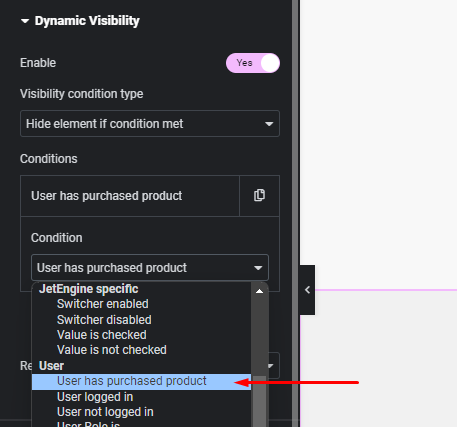 Dynamic Visibility
Enable
Yes
Visibility condition type
Hide element if condition met
Conditions
User has purchased product
Condition
User has purchased product
JetEngine specific
Switcher enabled
Switcher disabled
Value is checked
Value is not checked
Re
User
User has purchased product
User logged in
User not logged in
User Role is